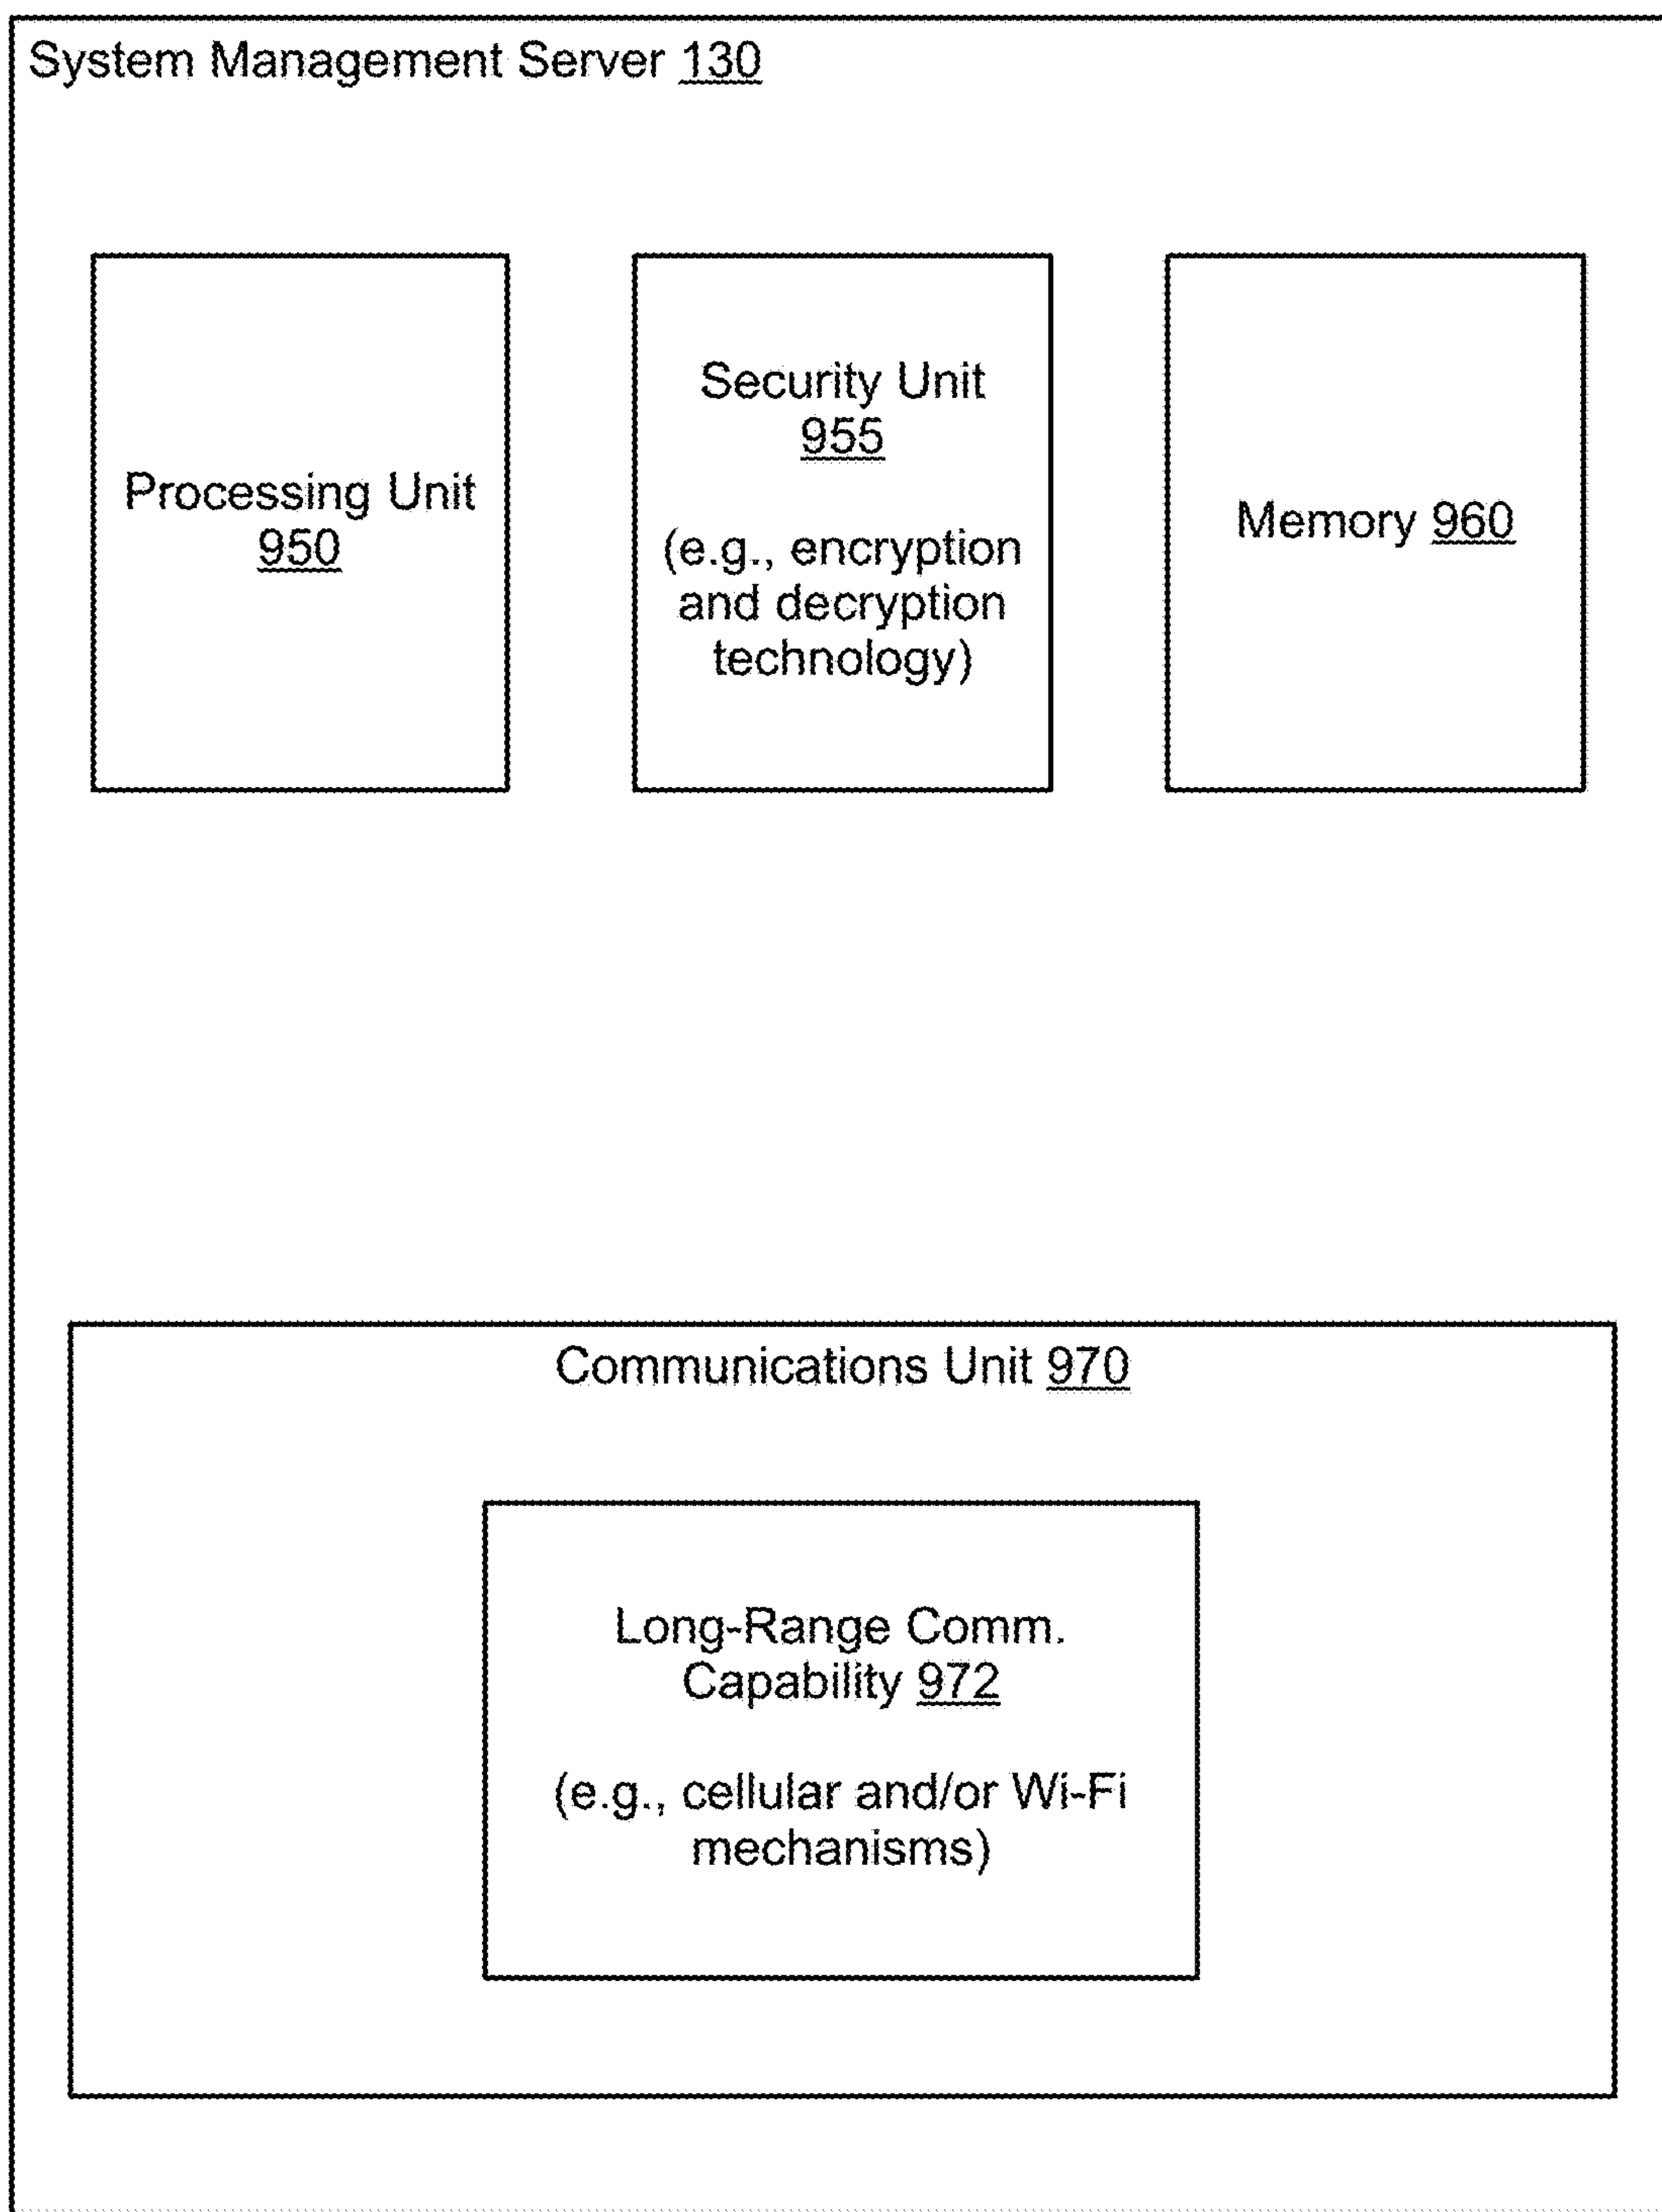 System Management Server 130
Processing Unit
950
Security Unit
955
(e.g., encryption
and decryption
technology)
Memory 960
Communications Unit 970
Long-Range Comm.
Capability 972
(e.g., cellular and/or Wi-Fi
mechanisms)